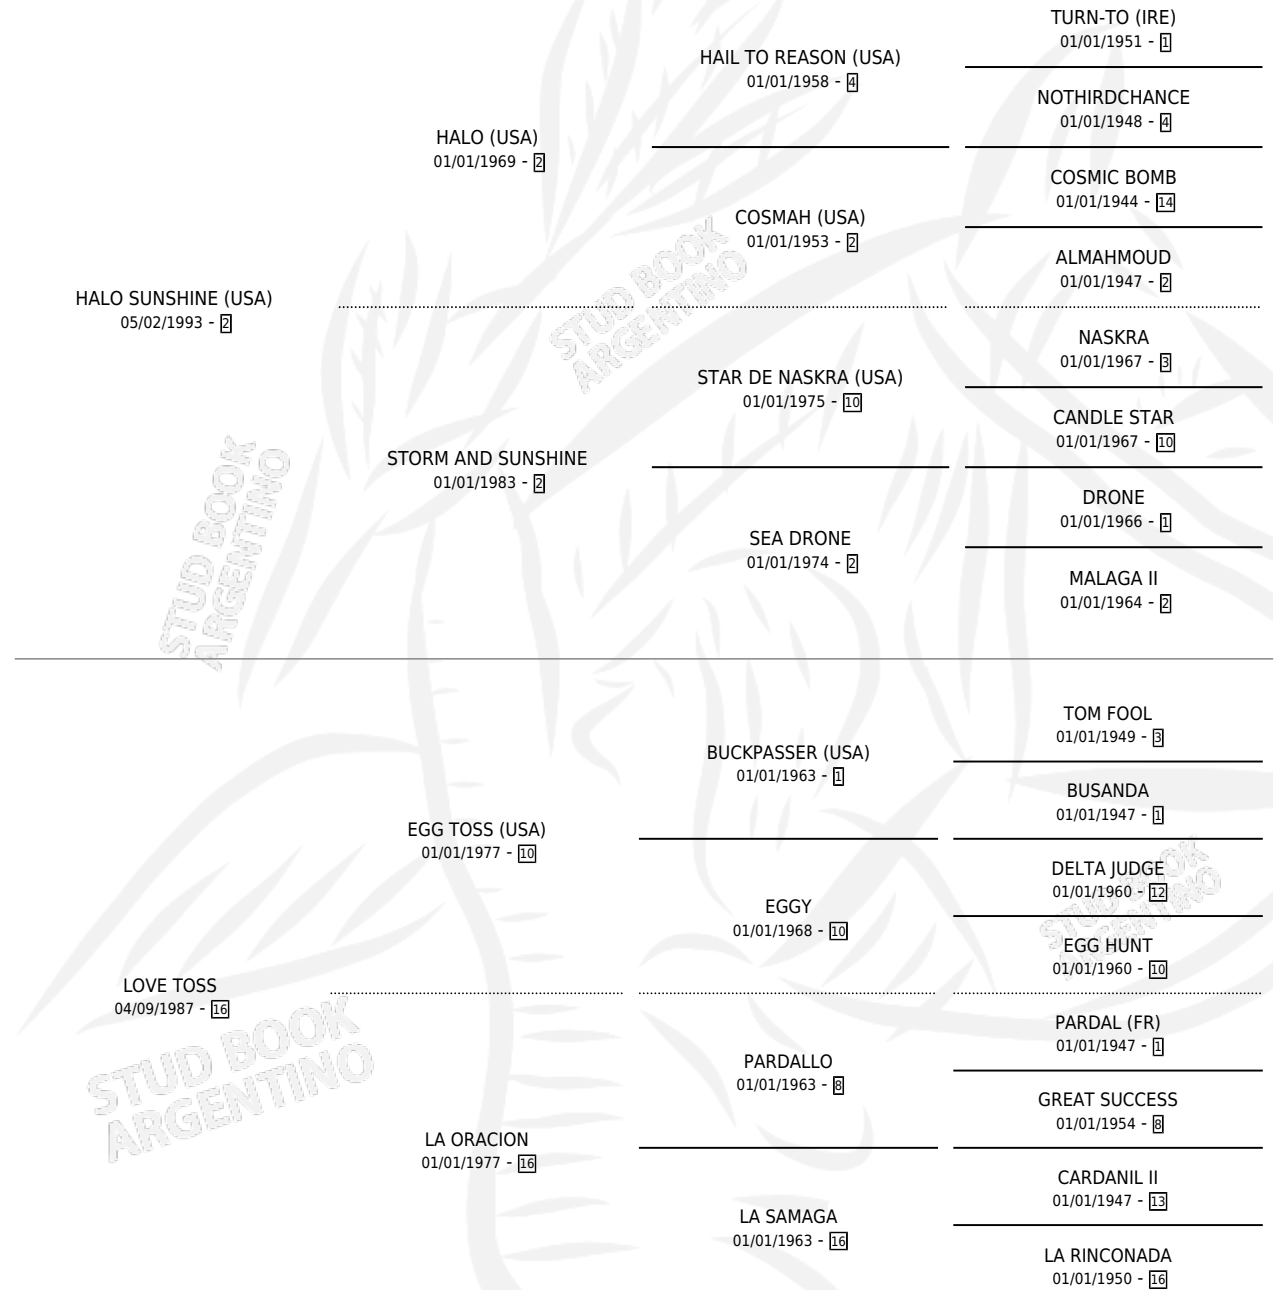 TURN-TO (IRE)
01/01/1951 - 1
HAIL TO REASON (USA)
01/01/1958 - 4
NOTHIRDCHANCE
01/01/1948 - 4
HALO (USA)
01/01/1969 - 2
COSMIC BOMB
01/01/1944 - 14
COSMAH (USA)
01/01/1953 - 2
ALMAHMOUD
01/01/1947 - 2
HALO SUNSHINE (USA)
05/02/1993 - 2
STUD BOOK
ARGENTINO
NASKRA
01/01/1967 - 3
STAR DE NASKRA (USA)
01/01/1975 - 10
CANDLE STAR
01/01/1967 - 10
STORM AND SUNSHINE
01/01/1983 - 2
DRONE
01/01/1966 - 1
SEA DRONE
01/01/1974 - 2
MALAGA II
01/01/1964 - 2
STUD BOOK
ARGENTINO
TOM FOOL
01/01/1949 - 3
BUCKPASSER (USA)
01/01/1963 - 1
BUSANDA
01/01/1947 - 1
EGG TOSS (USA)
01/01/1977 - 10
DELTA JUDGE
01/01/1960 - 12
EGGY
01/01/1968 - 10
EGG HUNT
01/01/1960 - 10
STUD BOOK
ARGENTINO
LOVE TOSS
04/09/1987 - 16
PARDAL (FR)
01/01/1947 - 1
PARDALLO
01/01/1963 - 8
GREAT SUCCESS
01/01/1954 - 8
STUD BOOK
ARGENTINO
LA ORACION
01/01/1977 - 16
CARDANIL II
01/01/1947 - 13
LA SAMAGA
01/01/1963 - 16
LA RINCONADA
01/01/1950 - 16